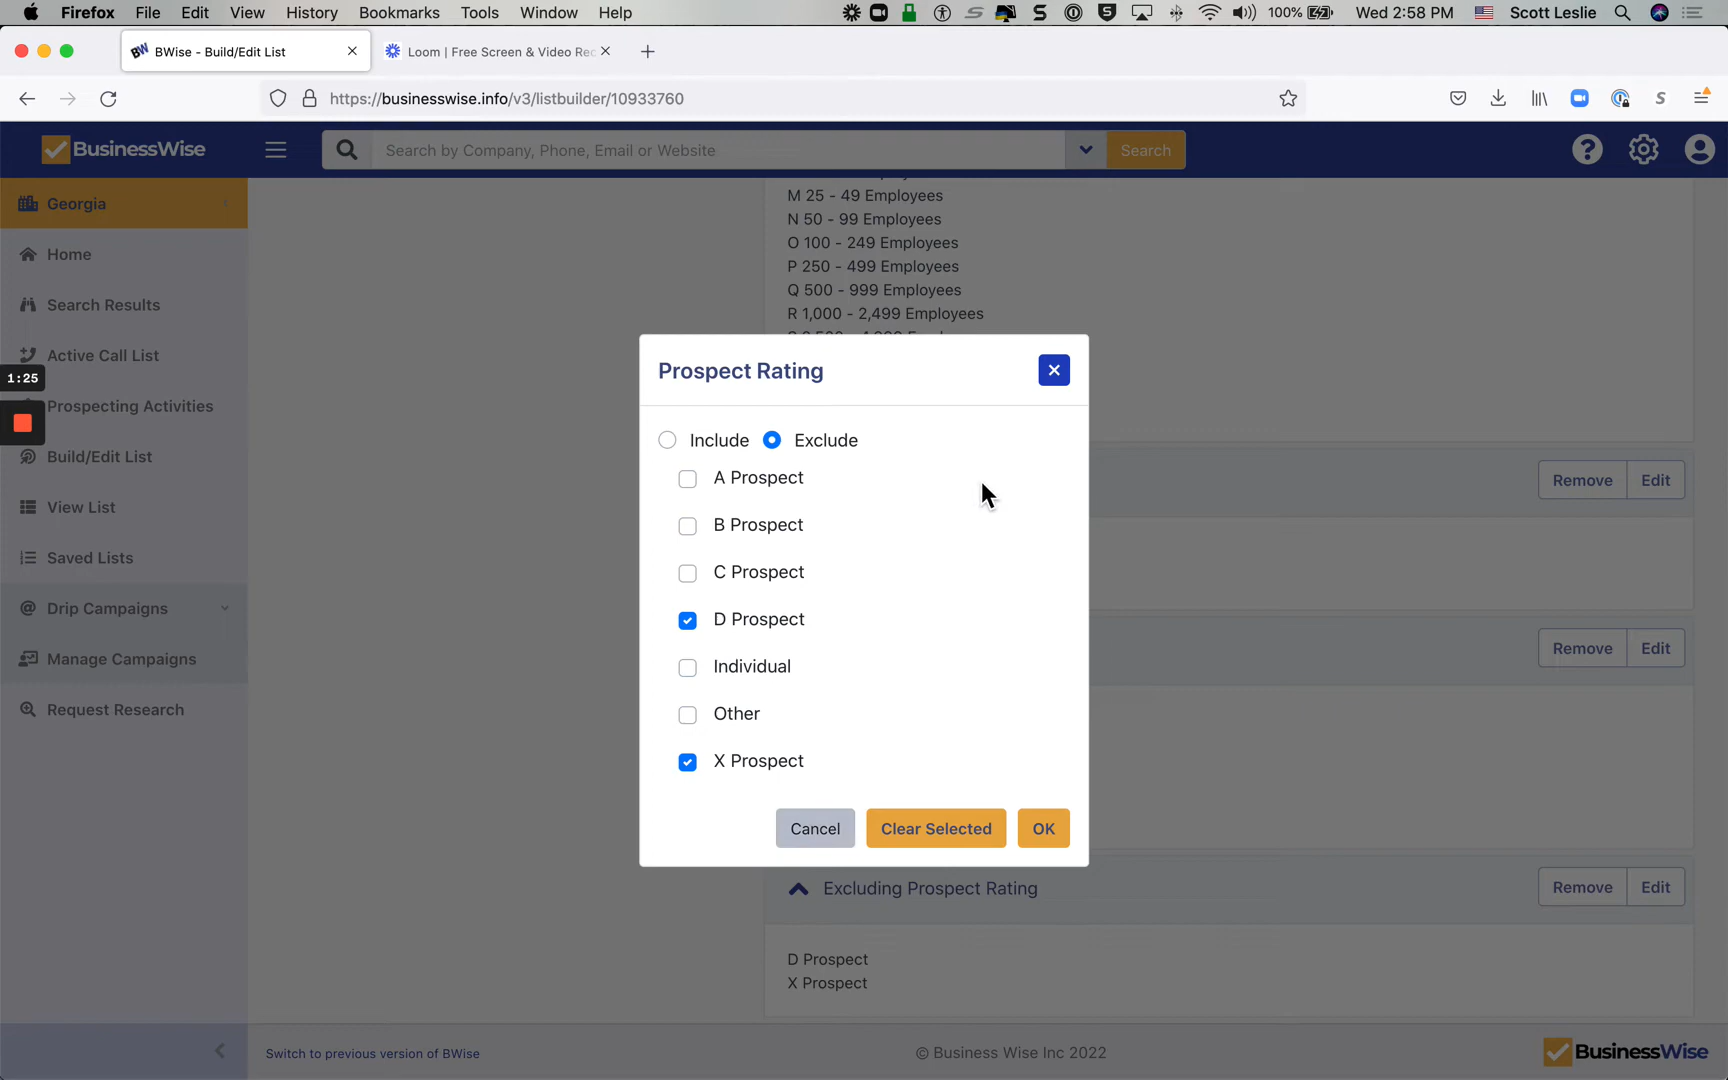 Firefox File Edit View History Bookmarks Tools Window Help 100% Wed 2:58 PM Scott Leslie
BWise - Build/Edit List
Loom | Free Screen & Video Rec
https://businesswise.info/v3/listbuilder/10933760
BusinessWise
Search by Company, Phone, Email or Website
Search
Georgia
Home
Search Results
Active Call List
1:25
Prospecting Activities
Build/Edit List
View List
Saved Lists
Drip Campaigns
Manage Campaigns
Request Research
M 25 - 49 Employees
N 50 - 99 Employees
O 100 - 249 Employees
P 250 - 499 Employees
Q 500 - 999 Employees
R 1,000 - 2,499 Employees
Prospect Rating
Include Exclude
A Prospect
B Prospect
C Prospect
D Prospect
Individual
Other
X Prospect
Cancel Clear Selected OK
Remove Edit
Remove Edit
Excluding Prospect Rating
Remove Edit
D Prospect
X Prospect
Switch to previous version of BWise
© Business Wise Inc 2022
BusinessWise